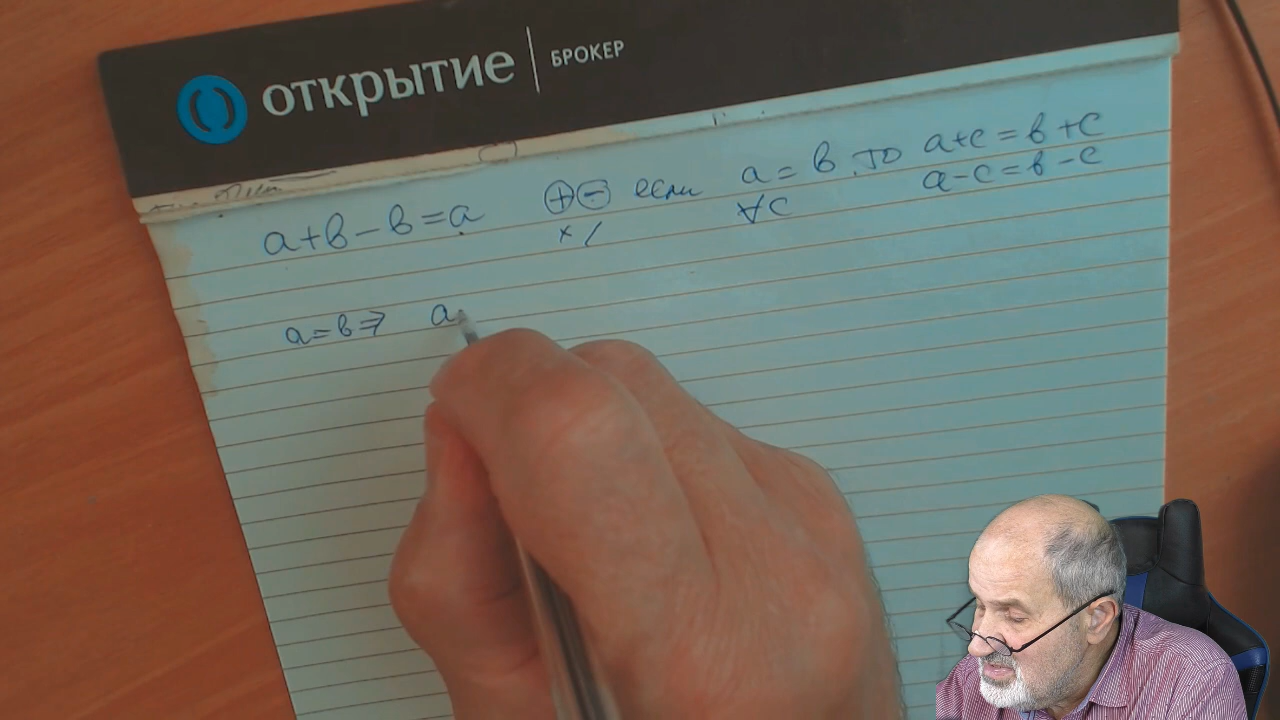 открытие БРОКЕР
a+в-в=a ⊕⊖ если a=в, то a+c=в+c
× / ∀c a-c=в-c
a=в⇒ a